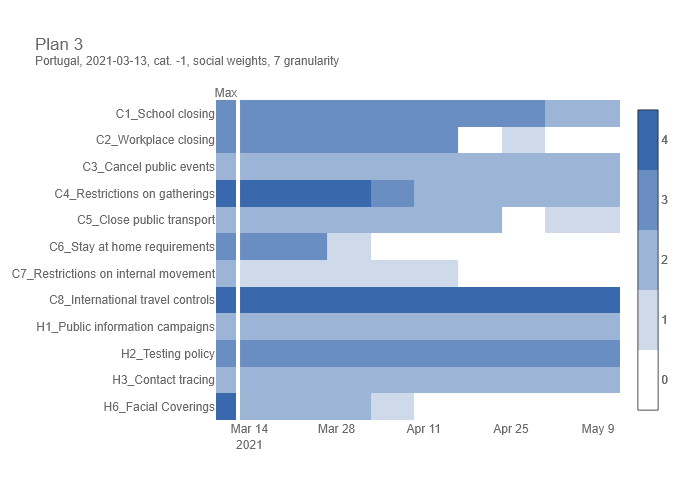 Plan 3
Portugal, 2021-03-13, cat. -1, social weights, 7 granularity
Max
C1_School closing
C2_Workplace closing
C3_Cancel public events
C4_Restrictions on gatherings
C5_Close public transport
C6_Stay at home requirements
C7_Restrictions on internal movement
C8_International travel controls
H1_Public information campaigns
H2_Testing policy
H3_Contact tracing
H6_Facial Coverings
Mar 14 Mar 28 Apr 11 Apr 25 May 9
2021
4
3
2
1
0